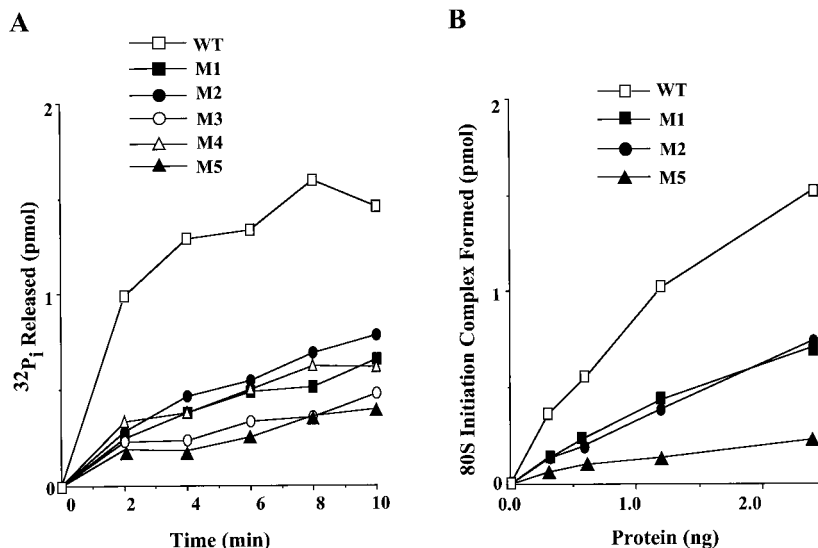 A
WT
M1
M2
M3
M4
M5
2
1
0
³²Pᵢ Released (pmol)
0 2 4 6 8 10
Time (min)
B
WT
M1
M2
M5
2
1
0
80S Initiation Complex Formed (pmol)
0.0 1.0 2.0
Protein (ng)